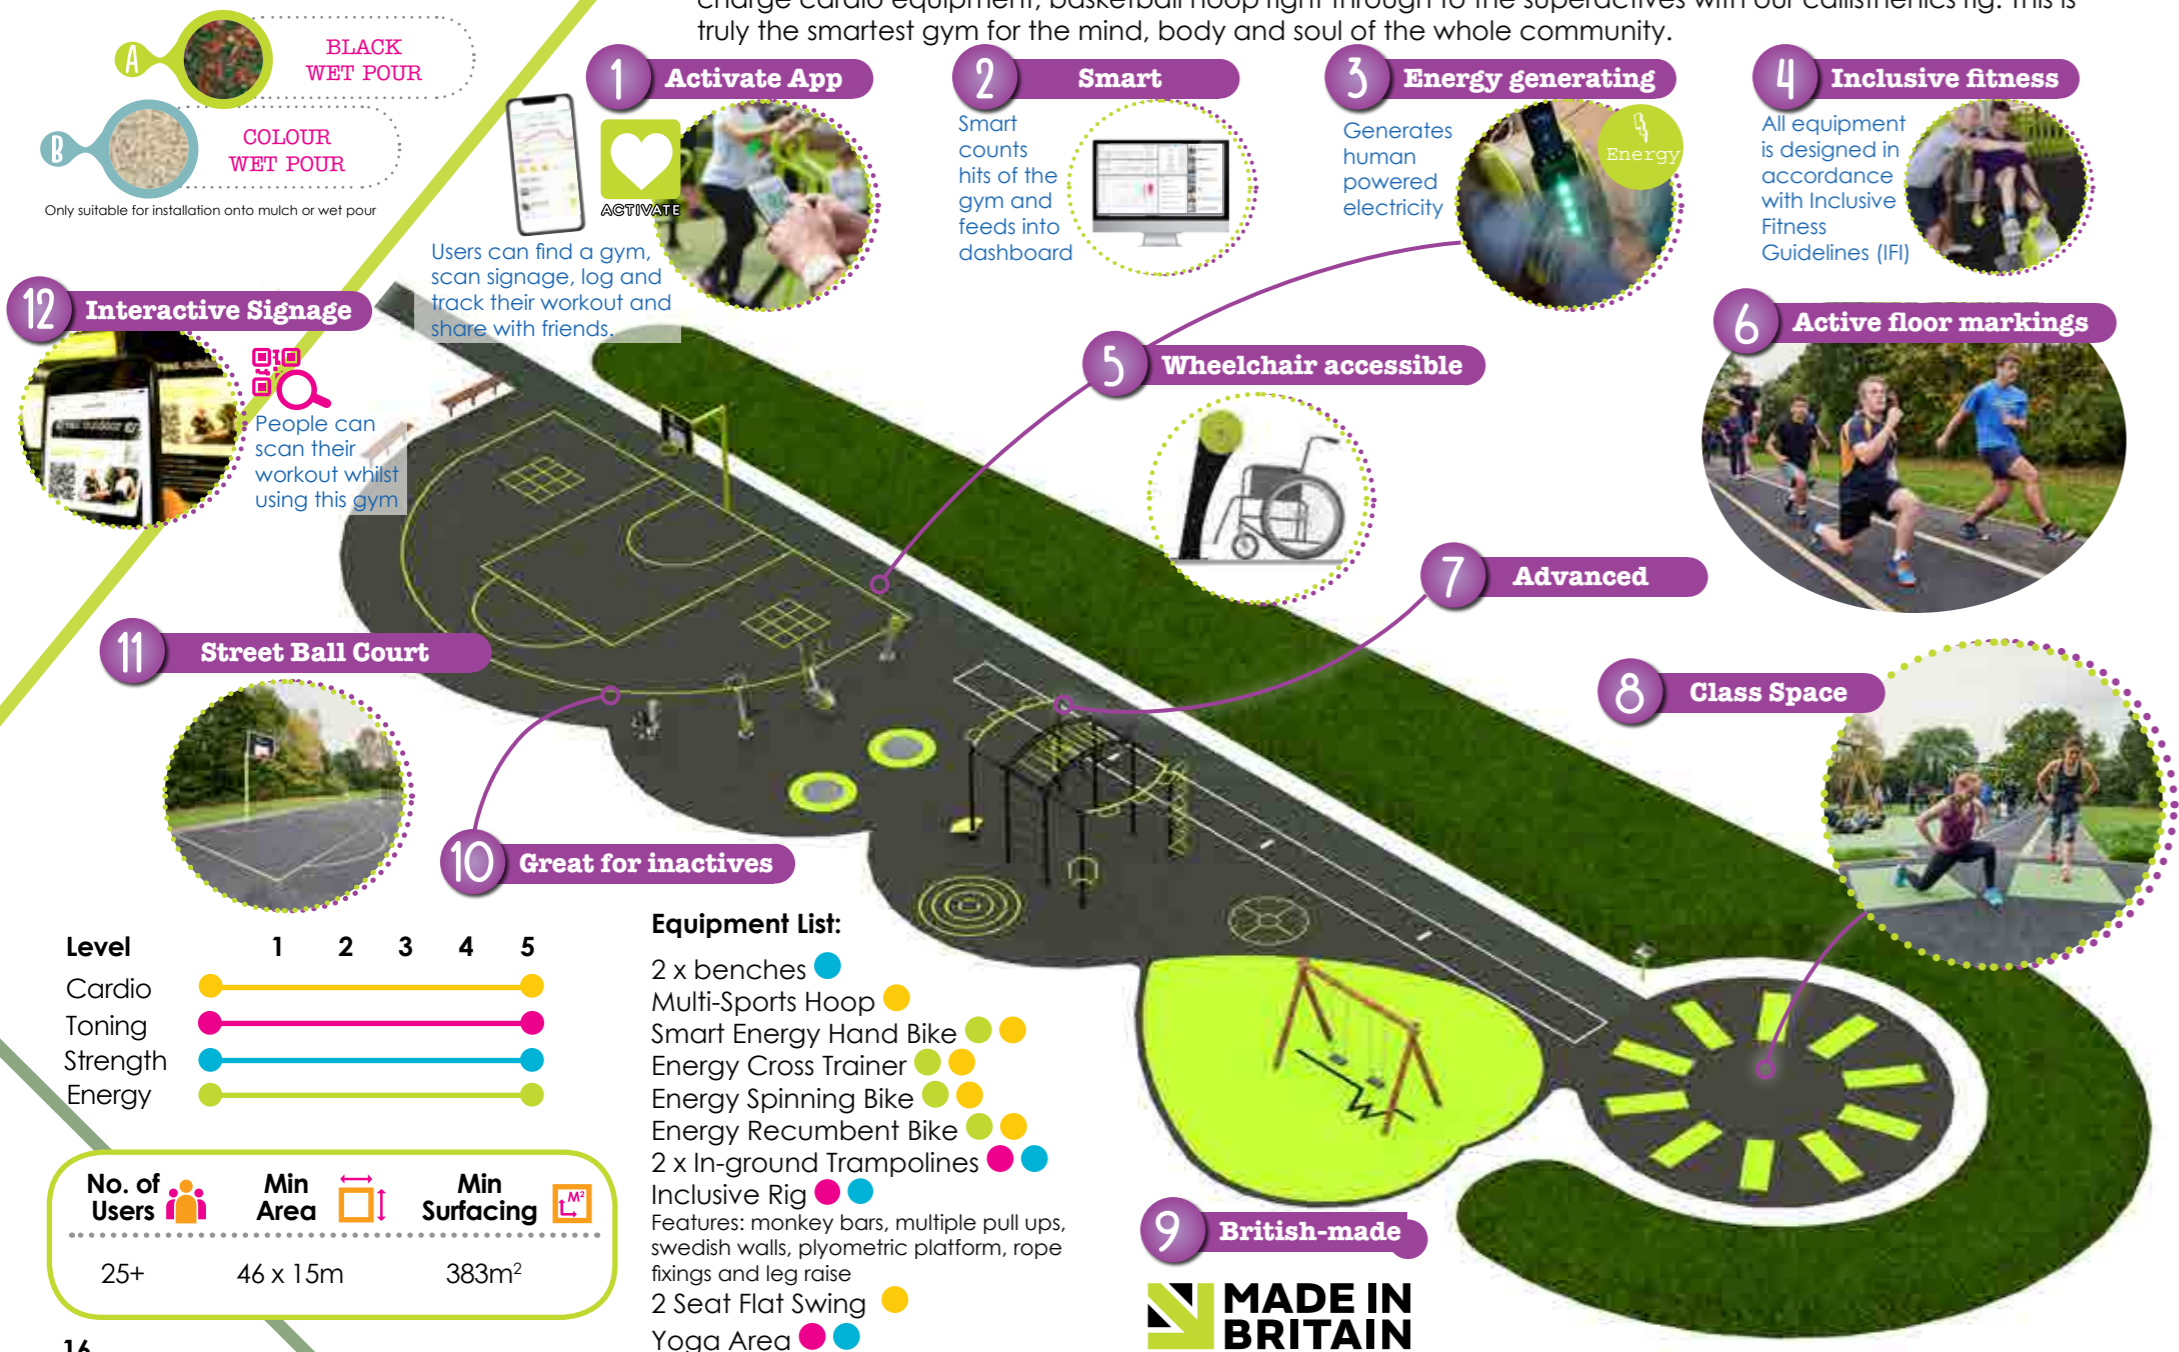 truly the smartest gym for the mind, body and soul of the whole community.
A
BLACK
WET POUR
B
COLOUR
WET POUR
Only suitable for installation onto mulch or wet pour
1 Activate App
ACTIVATE
Users can find a gym,
scan signage, log and
track their workout and
share with friends.
2 Smart
Smart
counts
hits of the
gym and
feeds into
dashboard
3 Energy generating
Generates
human
powered
electricity
Energy
4 Inclusive fitness
All equipment
is designed in
accordance
with Inclusive
Fitness
Guidelines (IFI)
12 Interactive Signage
People can
scan their
workout whilst
using this gym
5 Wheelchair accessible
6 Active floor markings
7 Advanced
8 Class Space
11 Street Ball Court
10 Great for inactives
Level 1 2 3 4 5
Cardio
Toning
Strength
Energy
No. of
Users
Min
Area
Min
Surfacing
M²
25+ 46 x 15m 383m²
Equipment List:
2 x benches
Multi-Sports Hoop
Smart Energy Hand Bike
Energy Cross Trainer
Energy Spinning Bike
Energy Recumbent Bike
2 x In-ground Trampolines
Inclusive Rig
Features: monkey bars, multiple pull ups,
swedish walls, plyometric platform, rope
fixings and leg raise
2 Seat Flat Swing
Yoga Area
9 British-made
MADE IN
BRITAIN
16